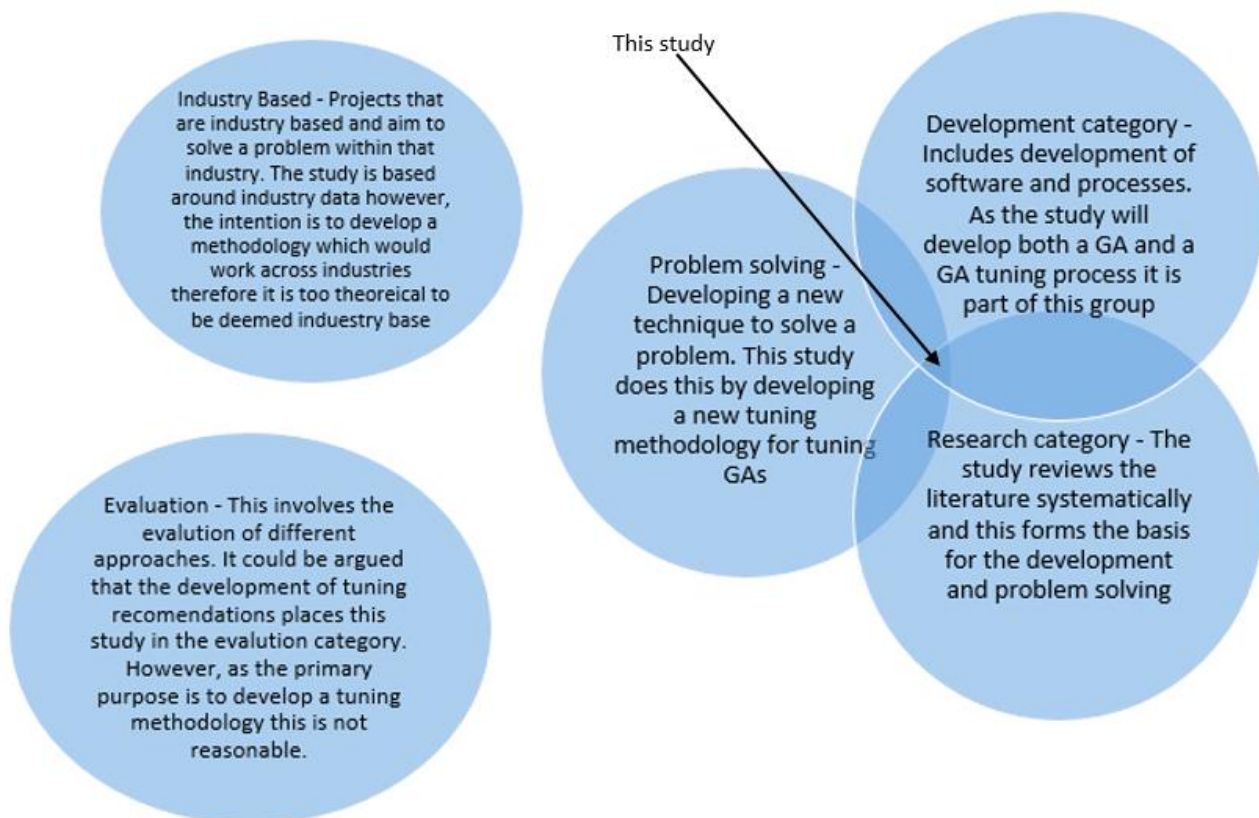 This study
Industry Based - Projects that
are industry based and aim to
solve a problem within that
industry. The study is based
around industry data however,
the intention is to develop a
methodology which would
work across industries
therefore it is too theoreical to
be deemed induestry base
Development category -
Includes development of
software and processes.
As the study will
develop both a GA and a
GA tuning process it is
part of this group
Problem solving -
Developing a new
technique to solve a
problem. This study
does this by developing
a new tuning
methodology for tuning
GAs
Research category - The
study reviews the
literature systematically
and this forms the basis
for the development
and problem solving
Evaluation - This involves the
evalution of different
approaches. It could be argued
that the development of tuning
recomendations places this
study in the evalution category.
However, as the primary
purpose is to develop a tuning
methodology this is not
reasonable.